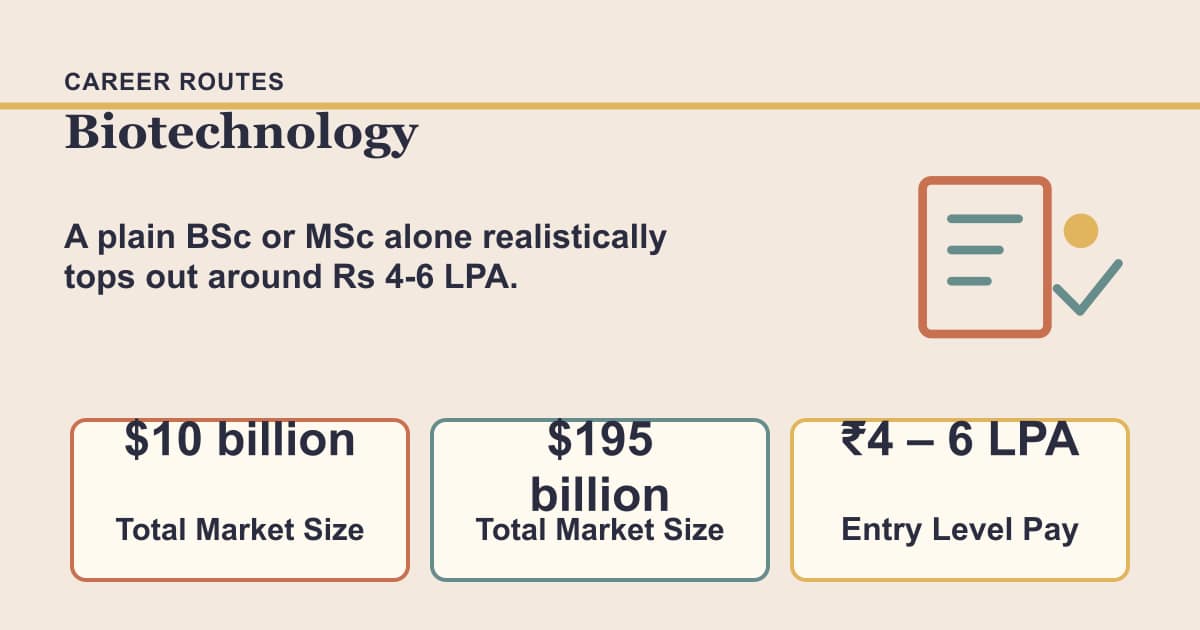 CAREER ROUTES
Biotechnology
A plain BSc or MSc alone realistically
tops out around Rs 4-6 LPA.
$10 billion
Total Market Size
$195
billion
Total Market Size
₹4 – 6 LPA
Entry Level Pay